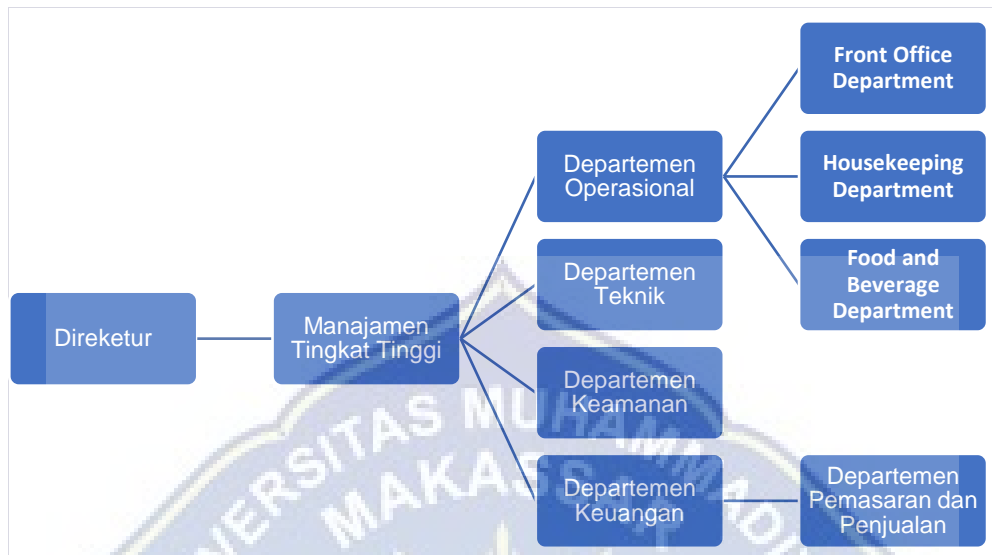 Front Office
Department
Departemen
Operasional
Housekeeping
Department
Food and
Beverage
Department
Departemen
Teknik
Direketur
Manajamen
Tingkat Tinggi
Departemen
Keamanan
Departemen
Keuangan
Departemen
Pemasaran dan
Penjualan
MAKASSAR